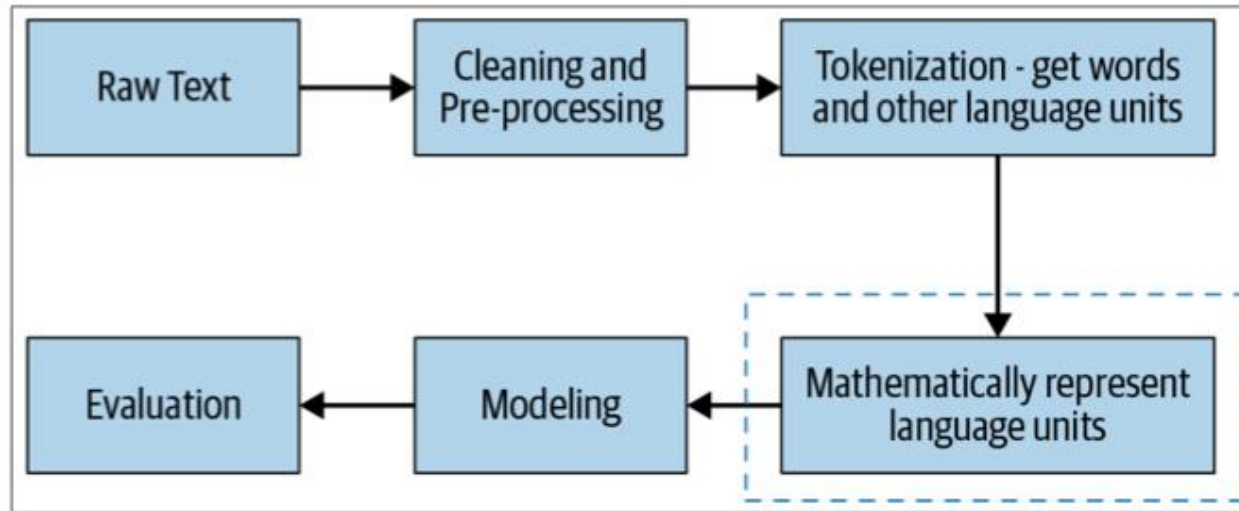 Raw Text
Cleaning and
Pre-processing
Tokenization - get words
and other language units
Mathematically represent
language units
Modeling
Evaluation